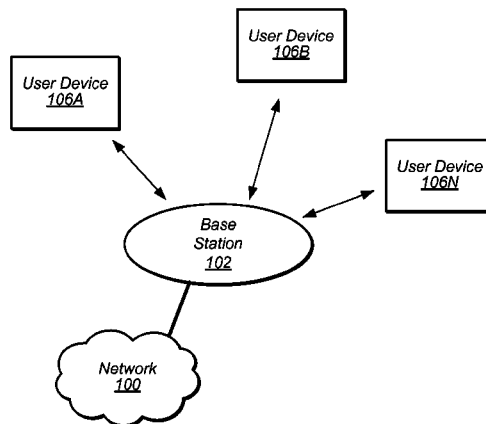 User Device
106B
User Device
106A
User Device
106N
Base
Station
102
Network
100